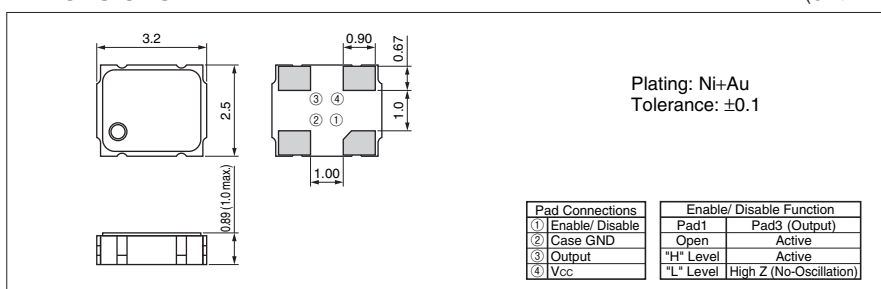 3.2
2.5
0.89 (1.0 max.)
0.90
0.67
1.0
③ ④
② ①
1.00
Plating: Ni+Au
Tolerance: ±0.1
Pad Connections
① Enable/ Disable
② Case GND
③ Output
④ Vcc
Enable/ Disable Function
Pad1 Pad3 (Output)
Open Active
"H" Level Active
"L" Level High Z (No-Oscillation)